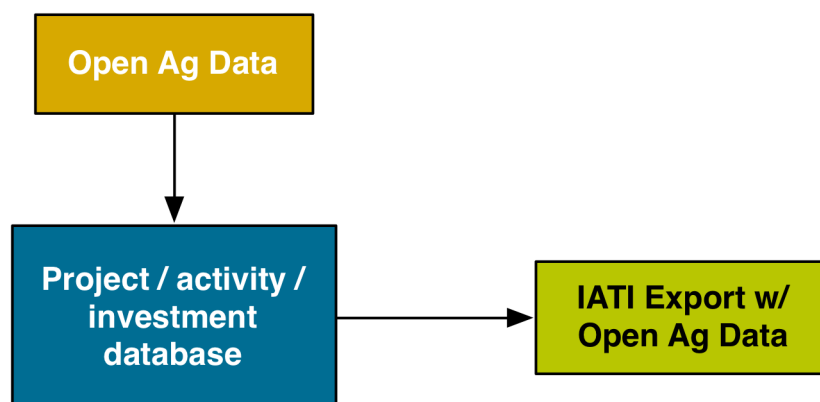 Open Ag Data
Project / activity /
investment
database
IATI Export w/
Open Ag Data